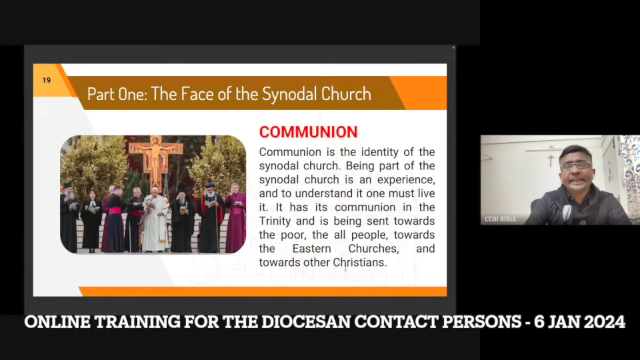 19
Part One: The Face of the Synodal Church
COMMUNION
Communion is the identity of the
synodal church. Being part of the
synodal church is an experience,
and to understand it one must live
it. It has its communion in the
Trinity and is being sent towards
the poor, the all people, towards
the Eastern Churches, and
towards other Christians.
CCBI BIBLE
ONLINE TRAINING FOR THE DIOCESAN CONTACT PERSONS - 6 JAN 2024